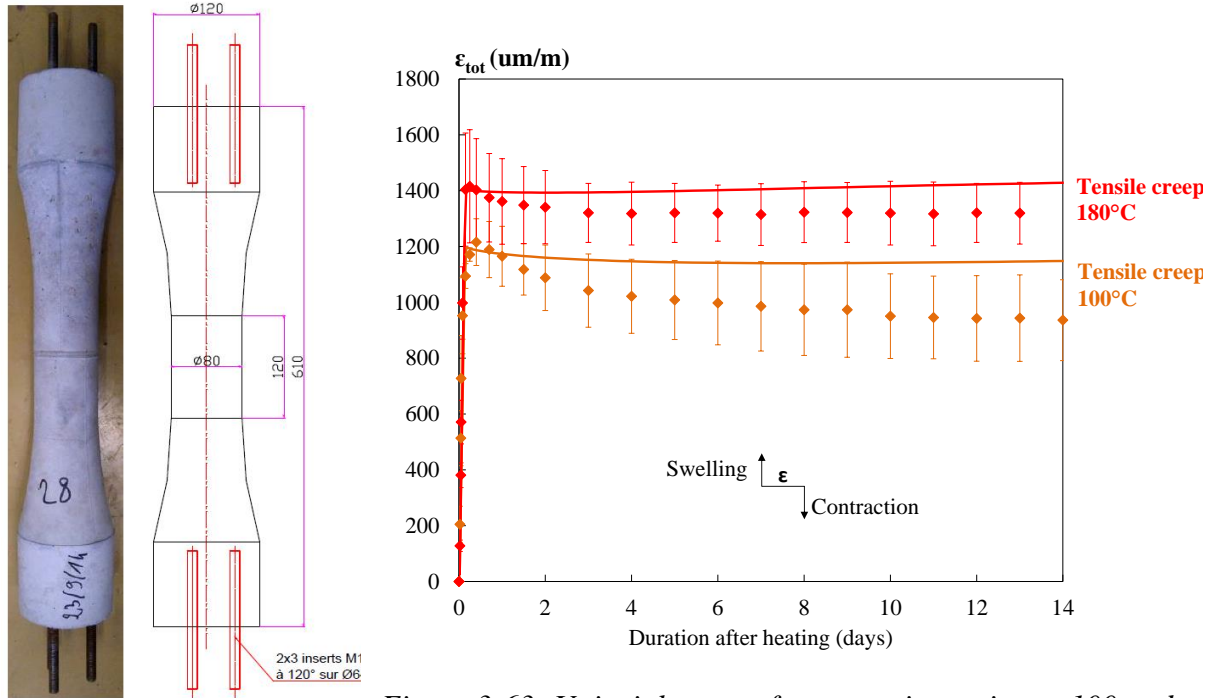 28
23/9/14
Ø120
Ø80
120
610
2x3 inserts M1
à 120° sur Ø6
ε_tot (um/m)
1800
1600
1400
1200
1000
800
600
400
200
0
0 2 4 6 8 10 12 14
Duration after heating (days)
Tensile creep
180°C
Tensile creep
100°C
Swelling
ε
Contraction